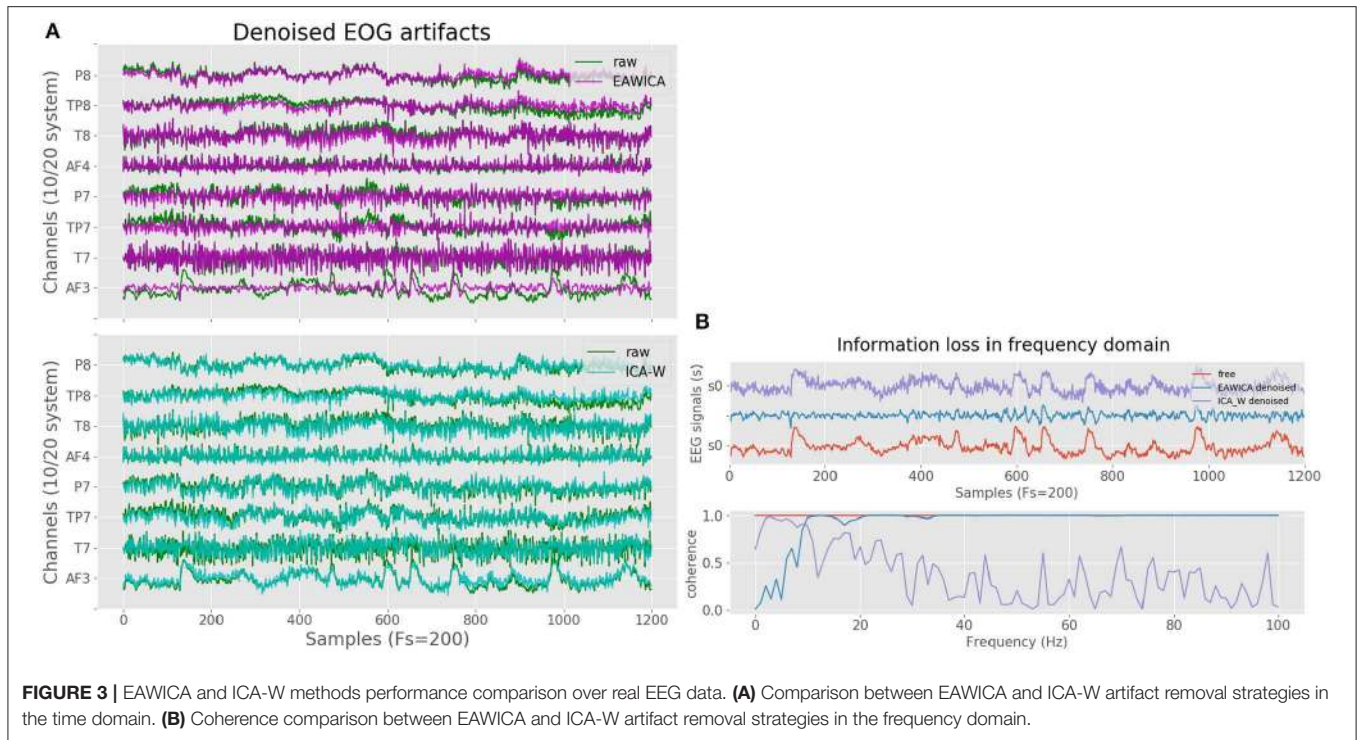 A
Denoised EOG artifacts
raw
EAWICA
Channels (10/20 system)
P8
TP8
T8
AF4
P7
TP7
T7
AF3
raw
ICA-W
Channels (10/20 system)
P8
TP8
T8
AF4
P7
TP7
T7
AF3
0 200 400 600 800 1000 1200
Samples (Fs=200)
B
Information loss in frequency domain
free
EAWICA denoised
ICA_W denoised
EEG signals (s)
s0
-
s0
0 200 400 600 800 1000 1200
Samples (Fs=200)
coherence
1.0
0.5
0.0
0 20 40 60 80 100
Frequency (Hz)
FIGURE 3 | EAWICA and ICA-W methods performance comparison over real EEG data. (A) Comparison between EAWICA and ICA-W artifact removal strategies in
the time domain. (B) Coherence comparison between EAWICA and ICA-W artifact removal strategies in the frequency domain.